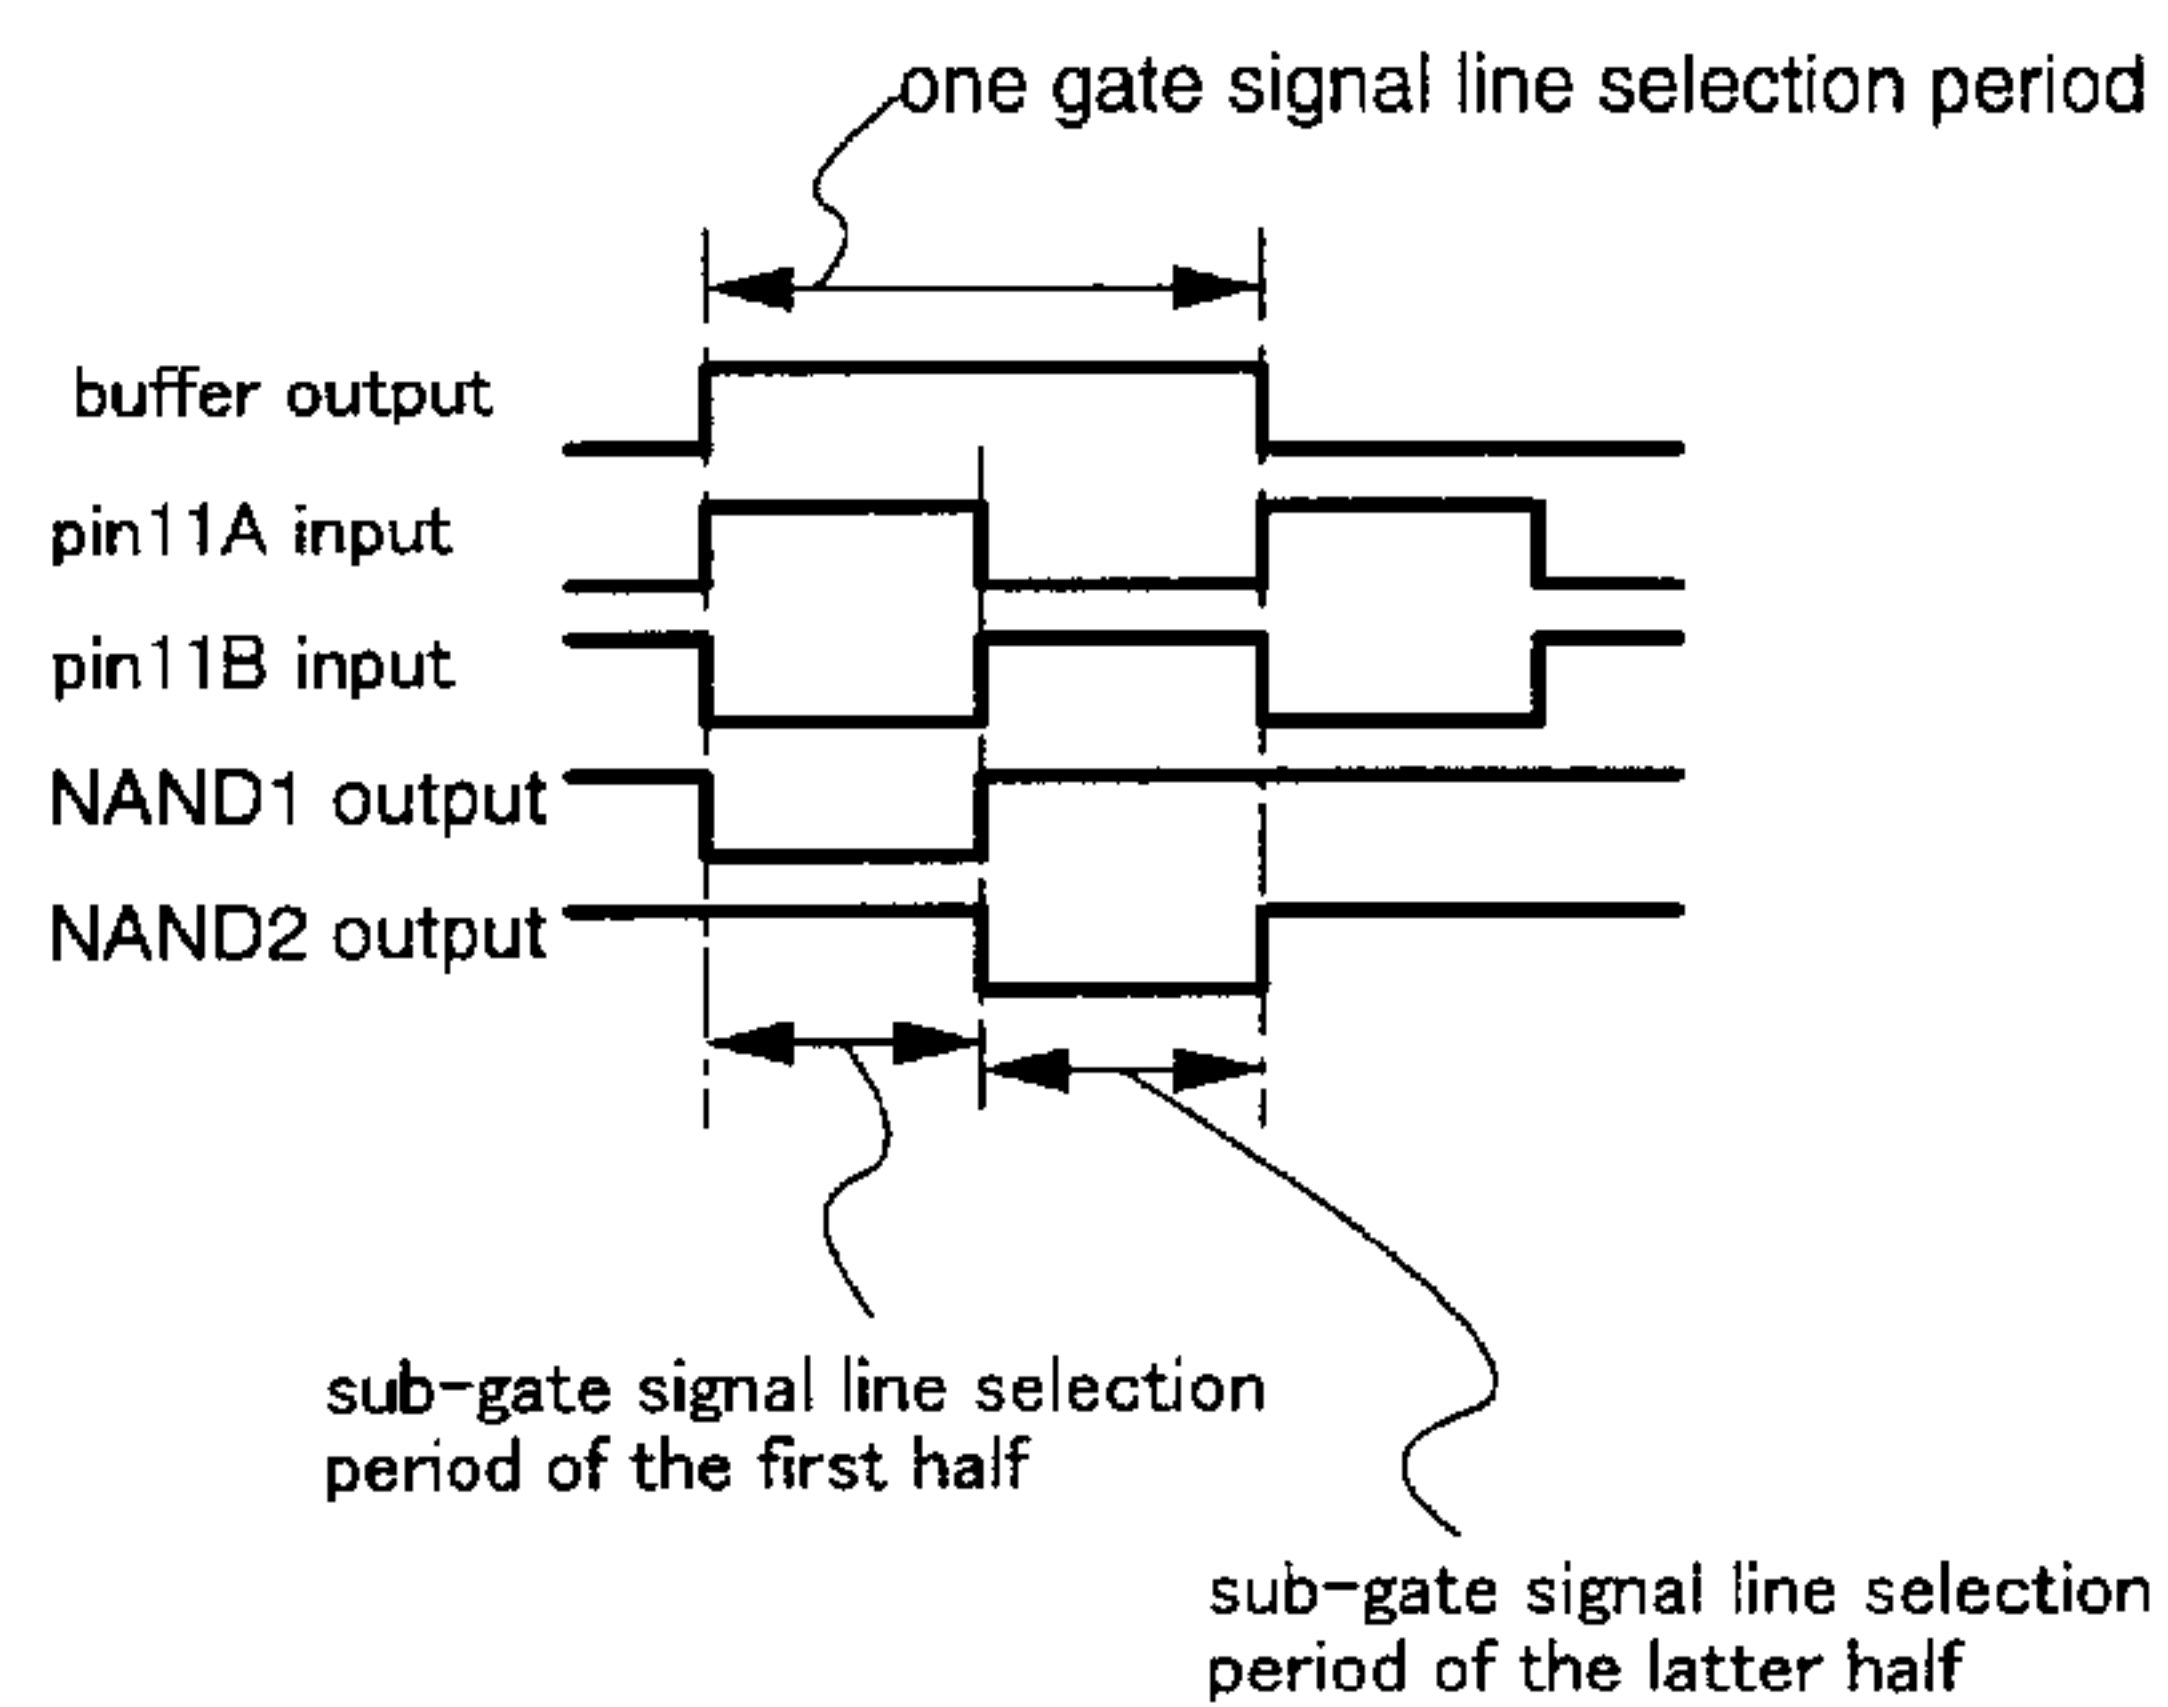 one gate signal line selection period
buffer output
pin11A input
pin11B input
NAND1 output
NAND2 output
sub-gate signal line selection
period of the first half
sub-gate signal line selection
period of the latter half